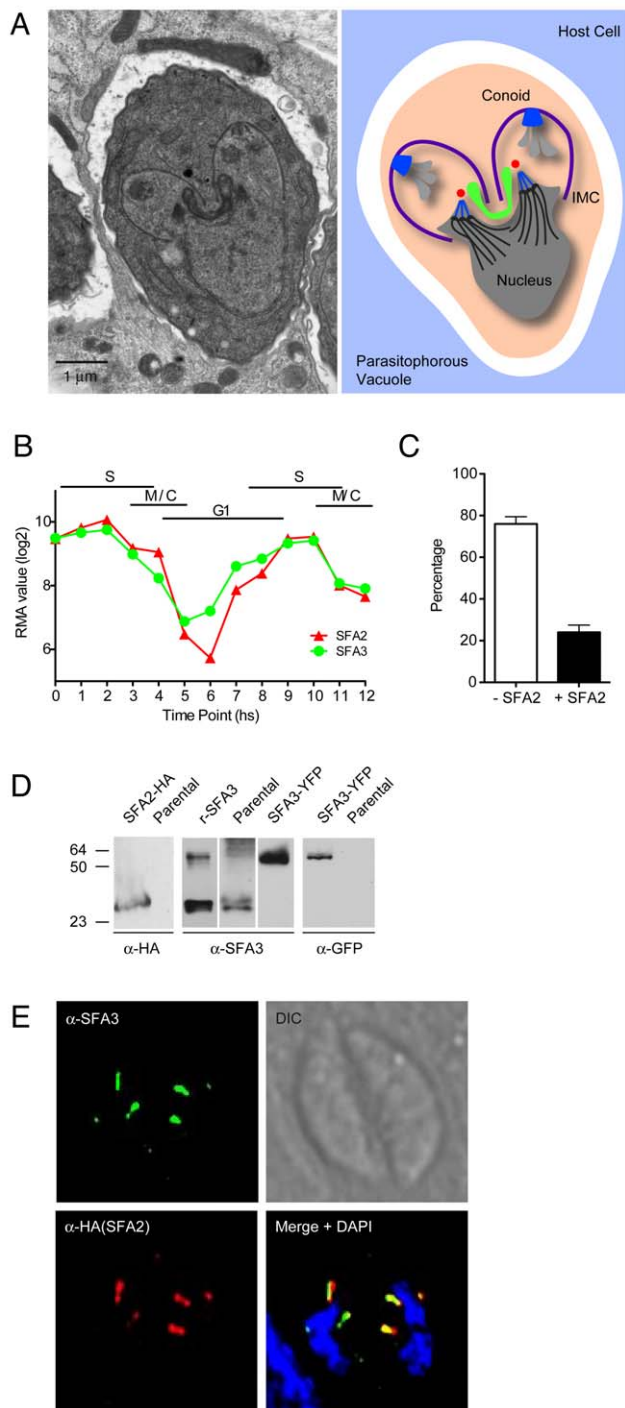 A
1 µm
Host Cell
Conoid
IMC
Nucleus
Parasitophorous
Vacuole
B
S
S
M / C
M / C
G1
RMA value (log2)
10
8
6
SFA2
SFA3
0 1 2 3 4 5 6 7 8 9 10 11 12
Time Point (hs)
C
Percentage
100
80
60
40
20
0
- SFA2 + SFA2
D
SFA2-HA Parental r-SFA3 Parental SFA3-YFP SFA3-YFP Parental
64
50
23
α-HA α-SFA3 α-GFP
E
α-SFA3
DIC
α-HA(SFA2)
Merge + DAPI